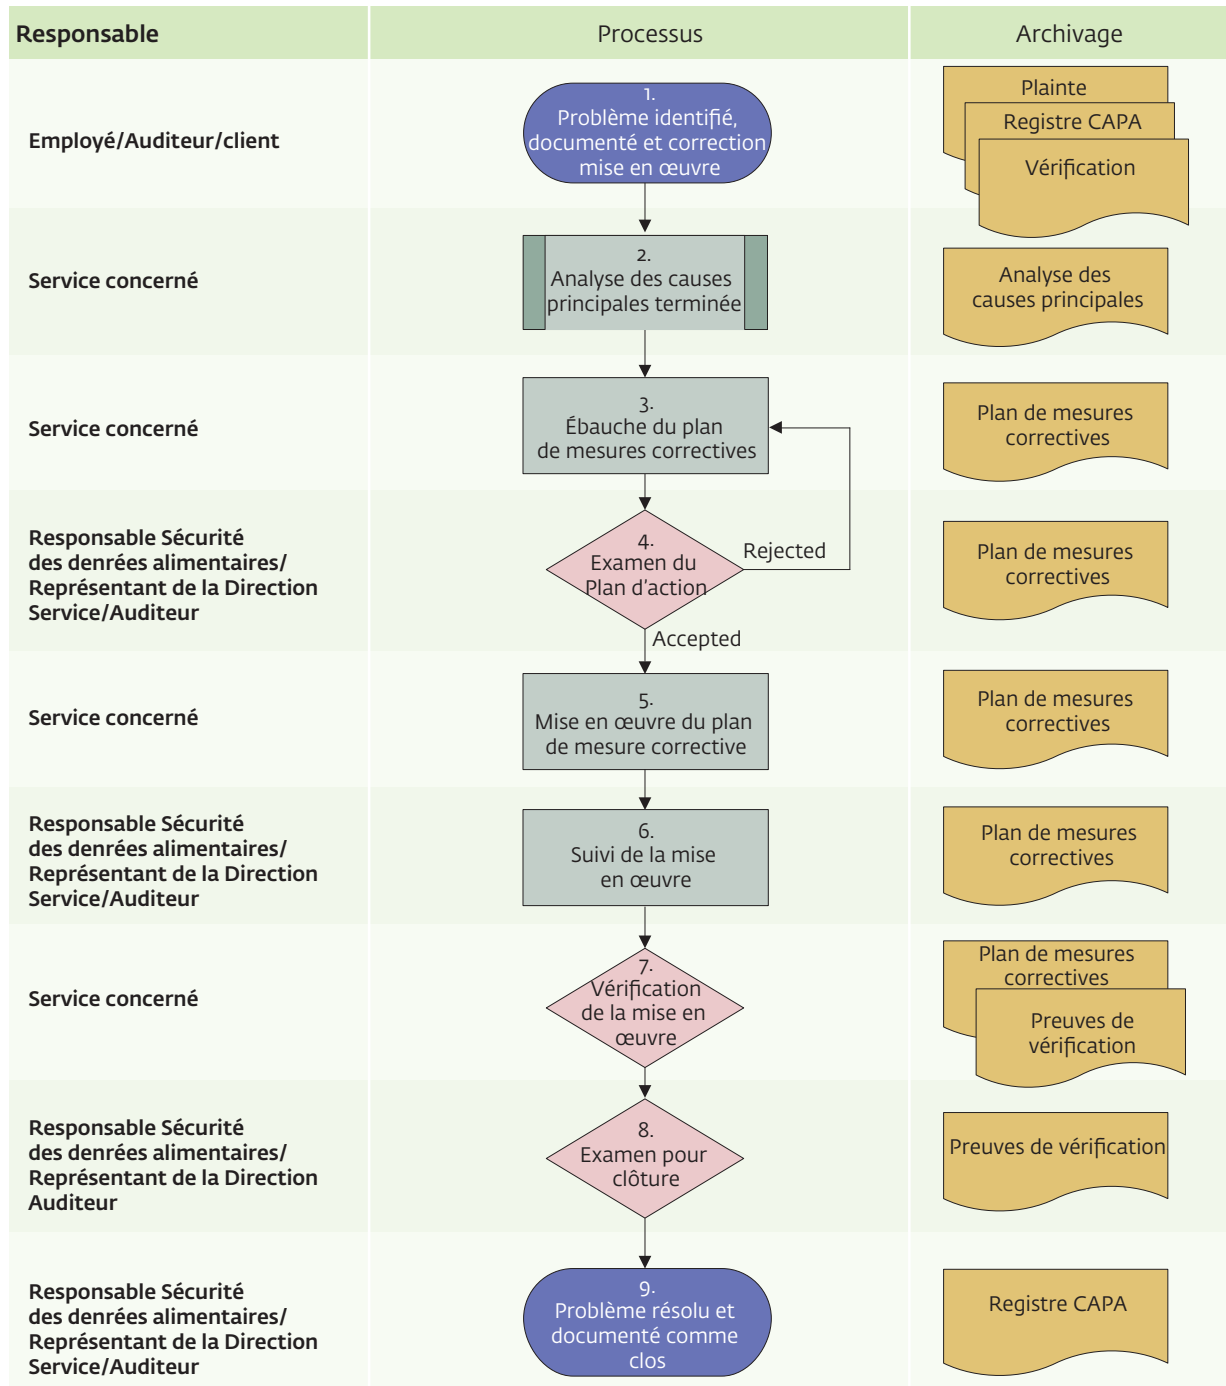 Responsable
Processus
Archivage
Employé/Auditeur/client
1.
Problème identifié,
documenté et correction
mise en œuvre
Plainte
Registre CAPA
Vérification
Service concerné
2.
Analyse des causes
principales terminée
Analyse des
causes principales
Service concerné
3.
Ébauche du plan
de mesures correctives
Plan de mesures
correctives
Responsable Sécurité
des denrées alimentaires/
Représentant de la Direction
Service/Auditeur
4.
Examen du
Plan d'action
Rejected
Accepted
Plan de mesures
correctives
Service concerné
5.
Mise en œuvre du plan
de mesure corrective
Plan de mesures
correctives
Responsable Sécurité
des denrées alimentaires/
Représentant de la Direction
Service/Auditeur
6.
Suivi de la mise
en œuvre
Plan de mesures
correctives
Service concerné
7.
Vérification
de la mise en
œuvre
Plan de mesures
correctives
Preuves de
vérification
Responsable Sécurité
des denrées alimentaires/
Représentant de la Direction
Auditeur
8.
Examen pour
clôture
Preuves de vérification
Responsable Sécurité
des denrées alimentaires/
Représentant de la Direction
Service/Auditeur
9.
Problème résolu et
documenté comme
clos
Registre CAPA